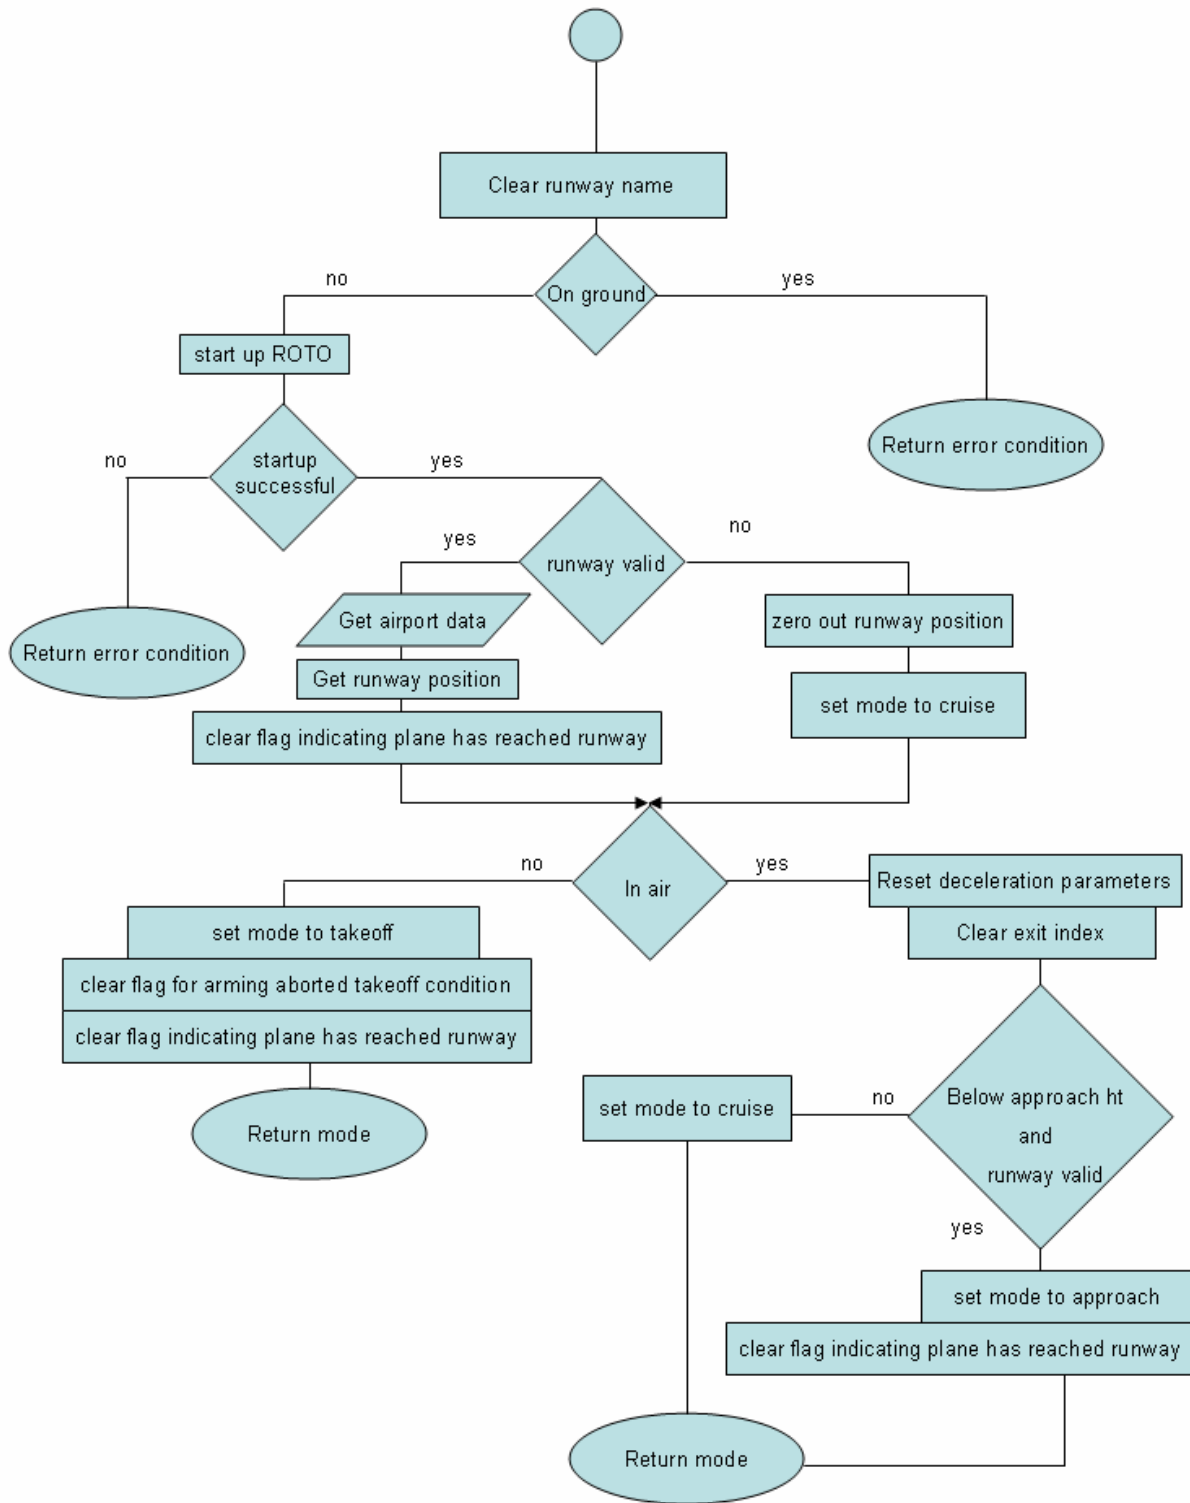 Clear runway name
no
yes
On ground
start up ROTO
Return error condition
no
startup
successful
yes
yes
no
runway valid
Get airport data
zero out runway position
Return error condition
Get runway position
set mode to cruise
clear flag indicating plane has reached runway
no
yes
In air
Reset deceleration parameters
set mode to takeoff
Clear exit index
clear flag for arming aborted takeoff condition
clear flag indicating plane has reached runway
set mode to cruise
no
Below approach ht
and
runway valid
Return mode
yes
set mode to approach
clear flag indicating plane has reached runway
Return mode